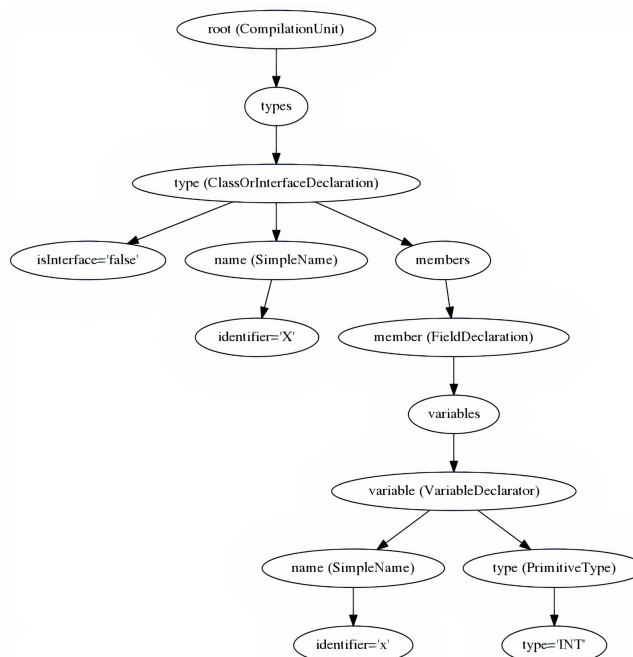 root (CompilationUnit)
types
type (ClassOrInterfaceDeclaration)
isInterface='false'
name (SimpleName)
members
identifier='X'
member (FieldDeclaration)
variables
variable (VariableDeclarator)
name (SimpleName)
type (PrimitiveType)
identifier='x'
type='INT'